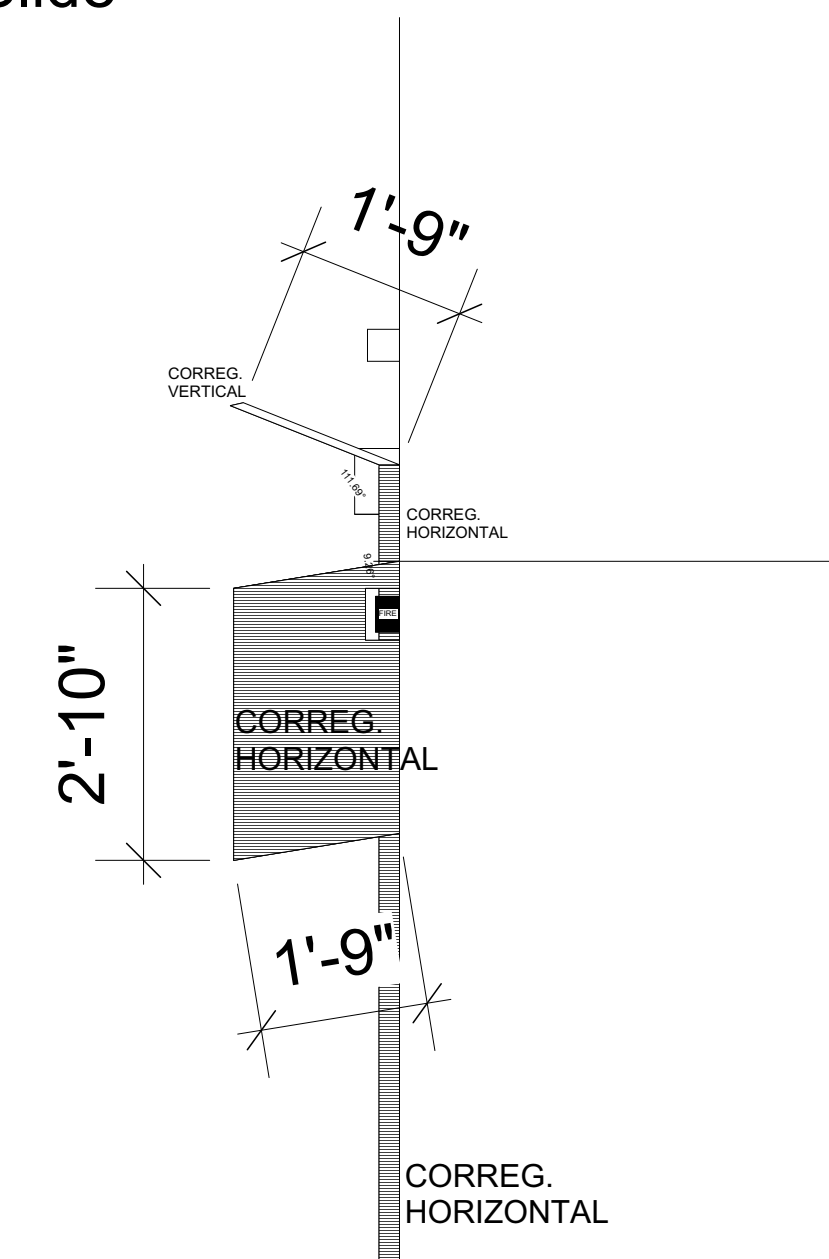 1'-9"
CORREG.
VERTICAL
111.69°
CORREG.
HORIZONTAL
FIRE
2'-10"
CORREG.
HORIZONTAL
1'-9"
CORREG.
HORIZONTAL